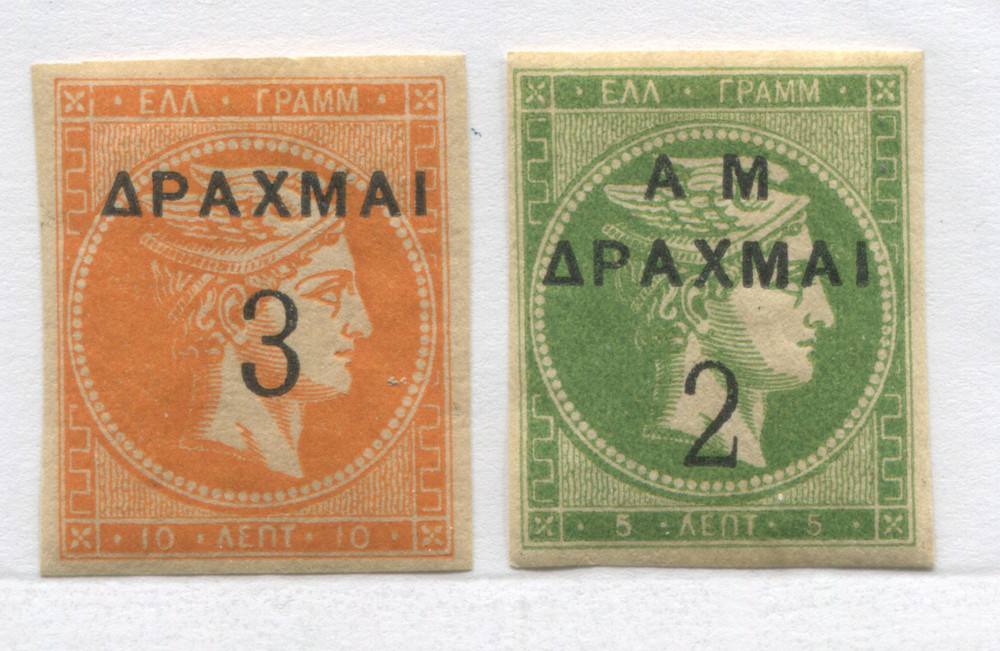 · ΕΛΛ · ΓΡΑΜΜ ·
ΔΡΑΧΜΑΙ
3
· 10 · ΛΕΠΤ · 10 ·
· ΕΛΛ · ΓΡΑΜΜ ·
Α Μ
ΔΡΑΧΜΑΙ
2
· 5 · ΛΕΠΤ · 5 ·